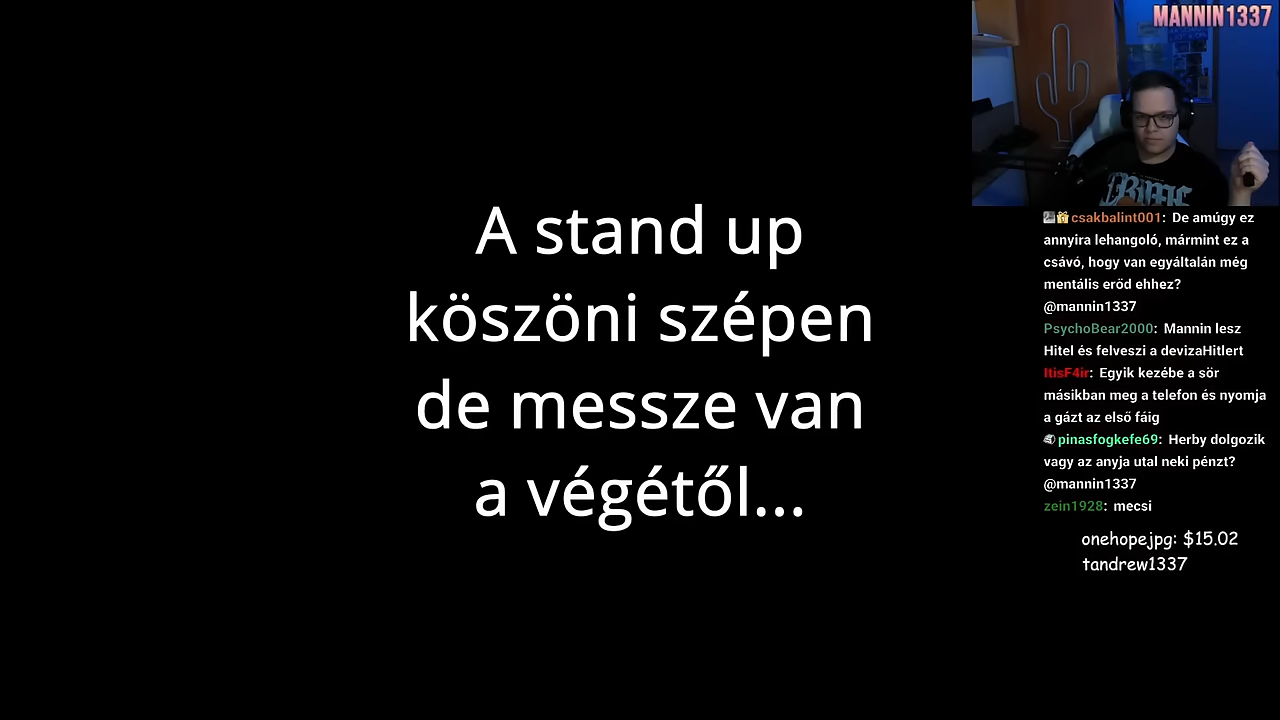 MANNIN1337
A stand up
köszöni szépen
de messze van
a végétől...
csakbalint001: De amúgy ez
annyira lehangoló, mármint ez a
csávó, hogy van egyáltalán még
mentális erőd ehhez?
@mannin1337
PsychoBear2000: Mannin lesz
Hitel és felveszi a devizaHitlert
ItisF4ir: Egyik kezébe a sör
másikban meg a telefon és nyomja
a gázt az első fáig
pinasfogkefe69: Herby dolgozik
vagy az anyja utal neki pénzt?
@mannin1337
zein1928: mecsi
onehopejpg: $15.02
tandrew1337